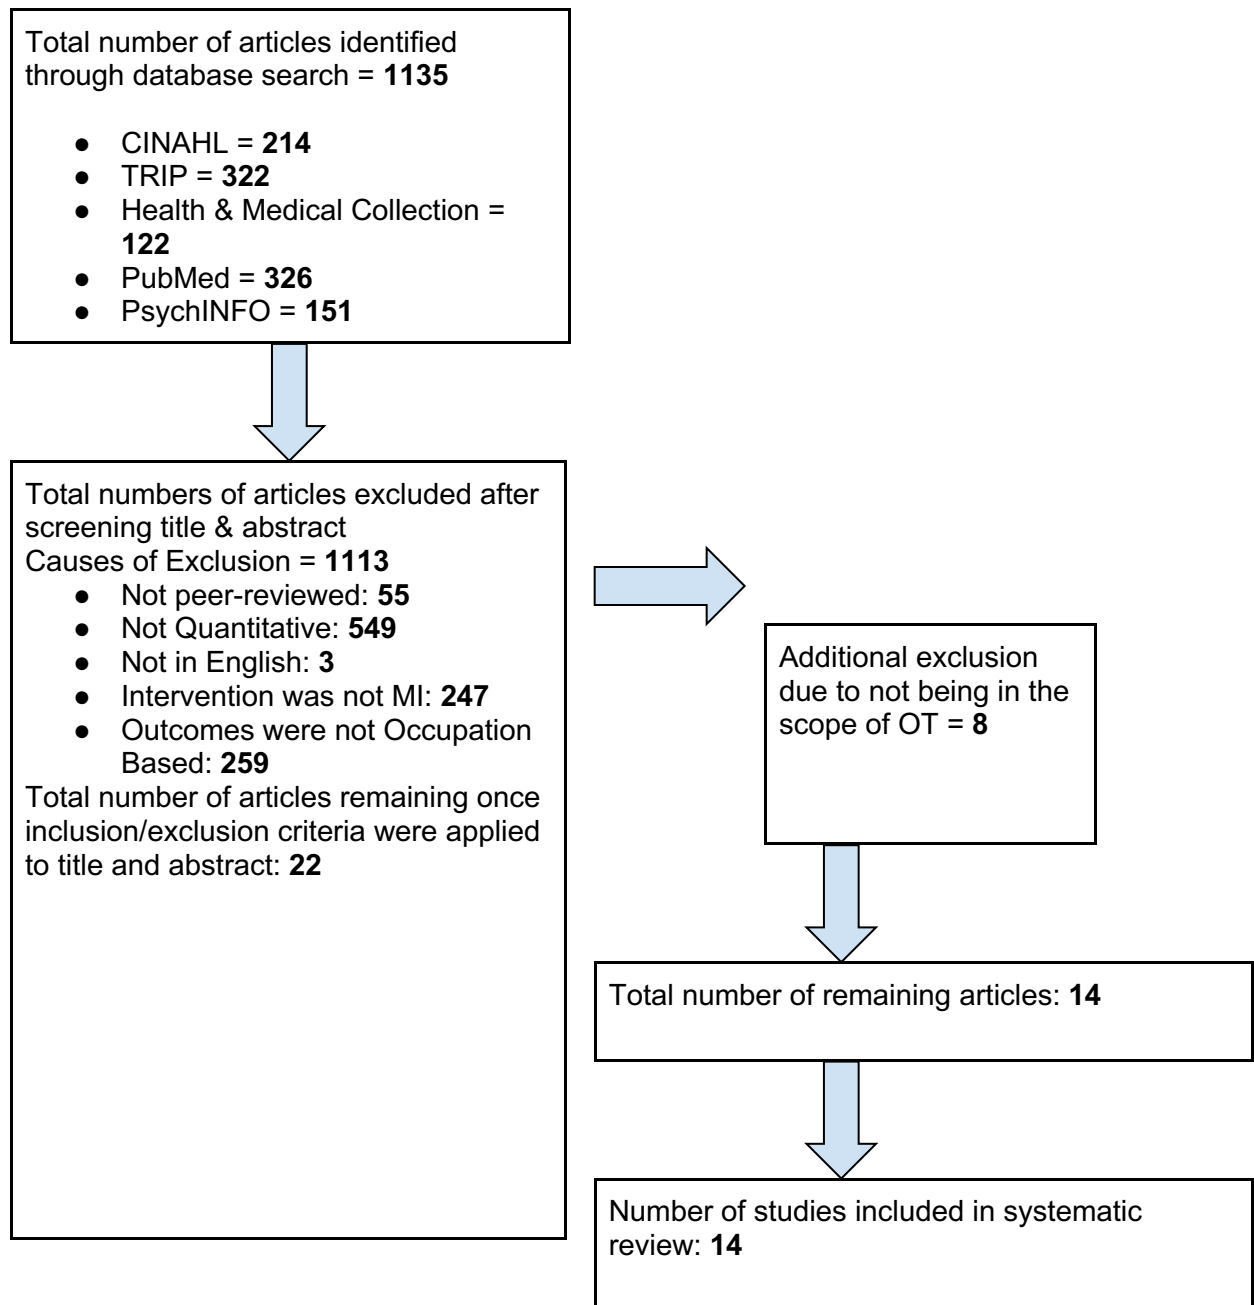 Total number of articles identified
through database search = 1135
● CINAHL = 214
● TRIP = 322
● Health & Medical Collection =
122
● PubMed = 326
● PsychINFO = 151
Total numbers of articles excluded after
screening title & abstract
Causes of Exclusion = 1113
● Not peer-reviewed: 55
● Not Quantitative: 549
● Not in English: 3
● Intervention was not MI: 247
● Outcomes were not Occupation
Based: 259
Total number of articles remaining once
inclusion/exclusion criteria were applied
to title and abstract: 22
Additional exclusion
due to not being in the
scope of OT = 8
Total number of remaining articles: 14
Number of studies included in systematic
review: 14